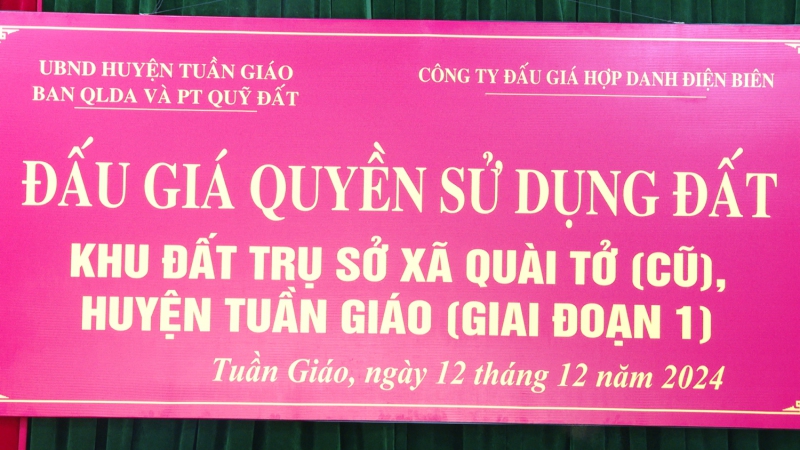 UBND HUYỆN TUẦN GIÁO
BAN QLDA VÀ PT QUỸ ĐẤT
CÔNG TY ĐẤU GIÁ HỢP DANH ĐIỆN BIÊN
ĐẤU GIÁ QUYỀN SỬ DỤNG ĐẤT
KHU ĐẤT TRỤ SỞ XÃ QUÀI TỞ (CŨ),
HUYỆN TUẦN GIÁO (GIAI ĐOẠN 1)
Tuần Giáo, ngày 12 tháng 12 năm 2024